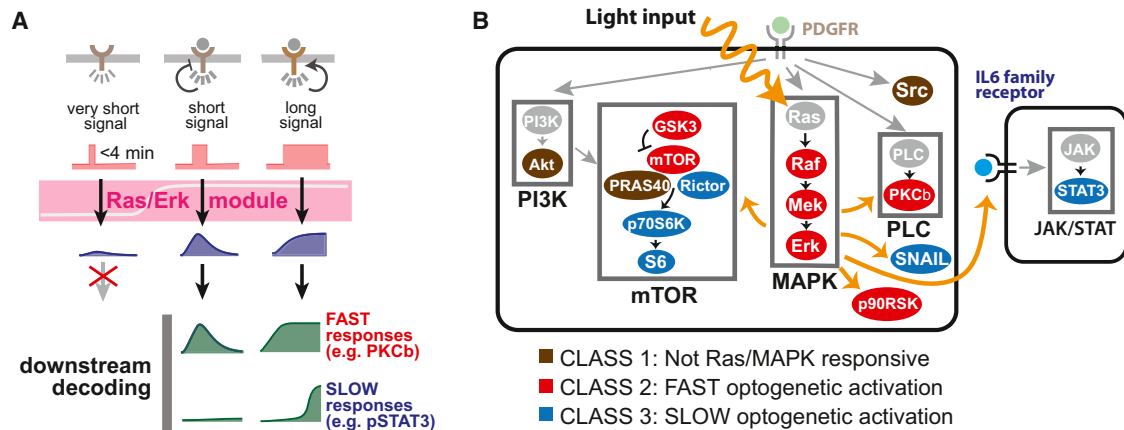 A
very short
signal
short
signal
long
signal
<4 min
Ras/Erk module
downstream
decoding
FAST
responses
(e.g. PKCb)
SLOW
responses
(e.g. pSTAT3)
B
Light input
PDGFR
Src
IL6 family
receptor
PI3K
Akt
PI3K
GSK3
mTOR
PRAS40
Rictor
p70S6K
S6
mTOR
Ras
Raf
Mek
Erk
MAPK
PLC
PKCb
PLC
SNAIL
p90RSK
JAK
STAT3
JAK/STAT
CLASS 1: Not Ras/MAPK responsive
CLASS 2: FAST optogenetic activation
CLASS 3: SLOW optogenetic activation